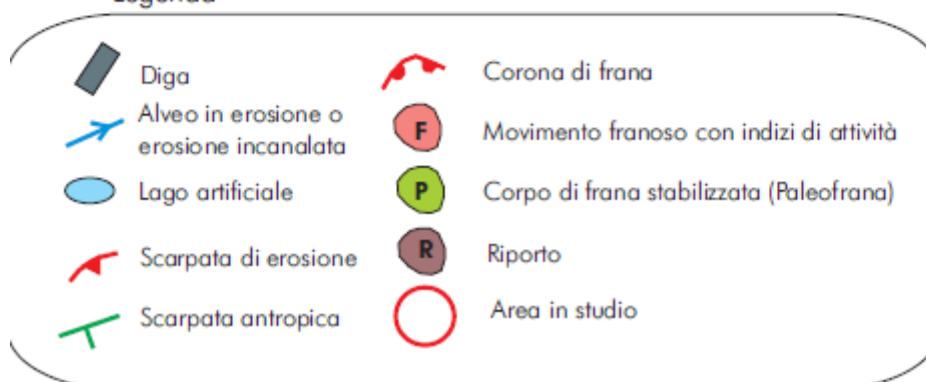 Legenda
Diga
Alveo in erosione o
erosione incanalata
Lago artificiale
Scarpata di erosione
Scarpata antropica
Corona di frana
F
Movimento franoso con indizi di attività
P
Corpo di frana stabilizzata (Paleofrana)
R
Riporto
Area in studio